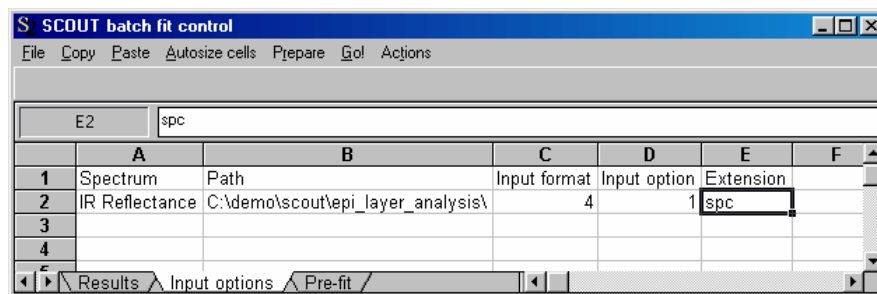 S2 SCOUT batch fit control
File Copy Paste Autosize cells Prepare Go! Actions
E2 spc
A B C D E F
1 Spectrum Path Input format Input option Extension
2 IR Reflectance C:\demo\scout\epi_layer_analysis\ 4 1 spc
3
4
Results Input options Pre-fit